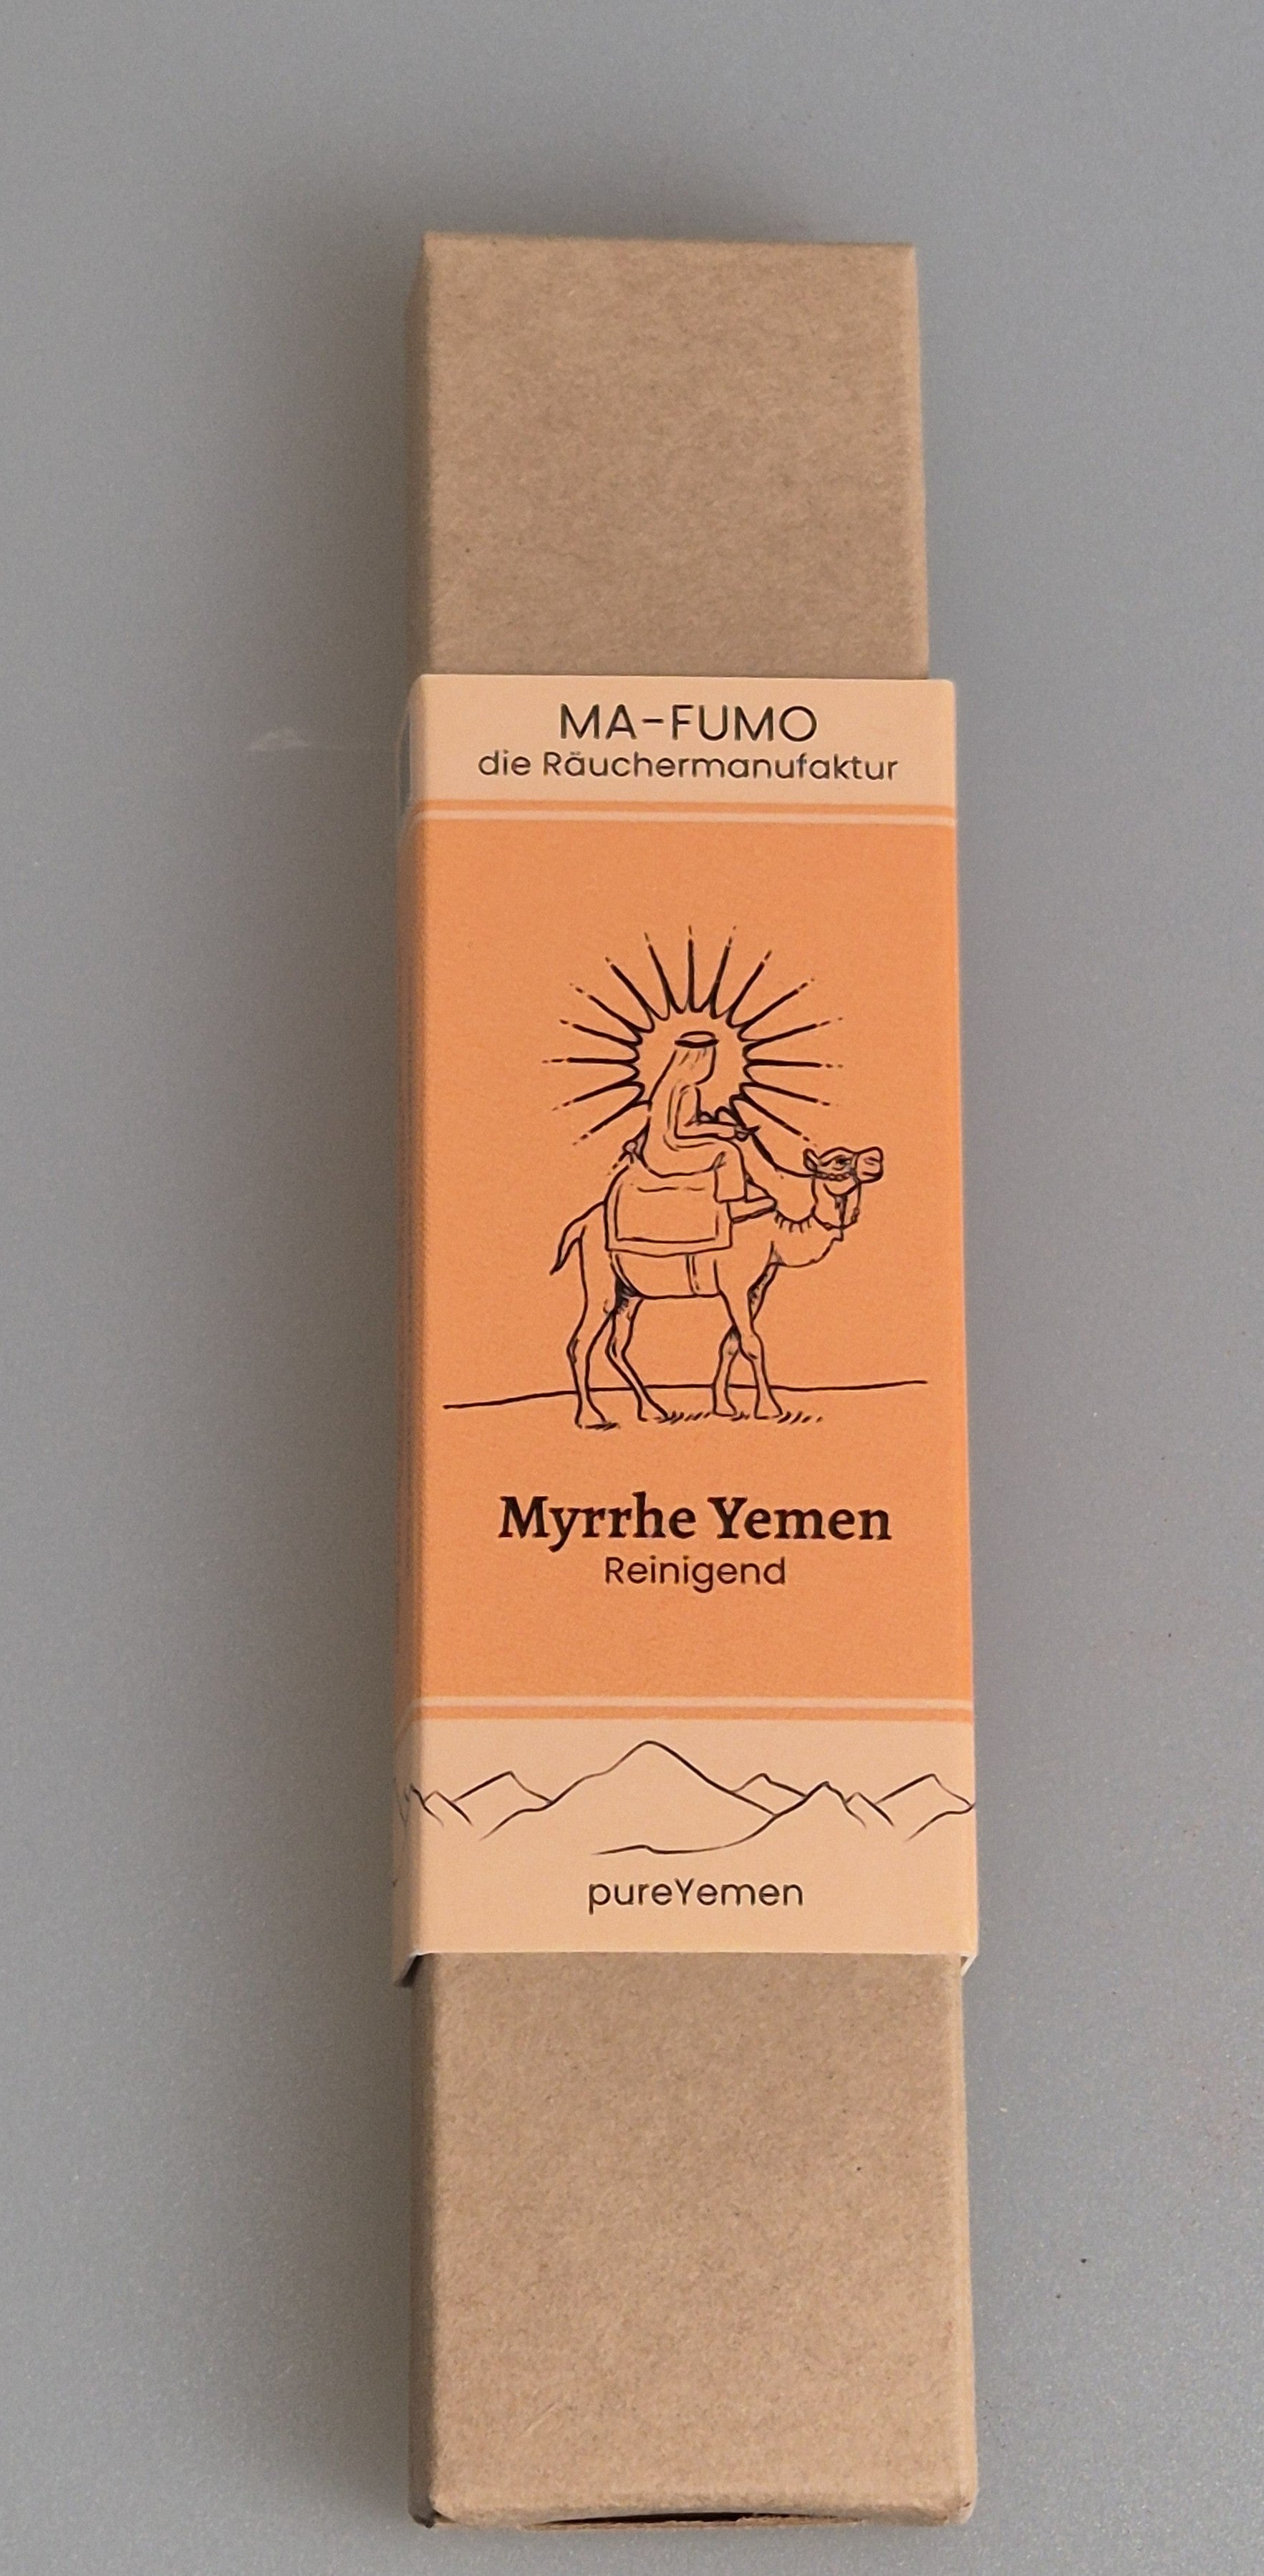 MA-FUMO
die Räuchermanufaktur
Myrrhe Yemen
Reinigend
pureYemen